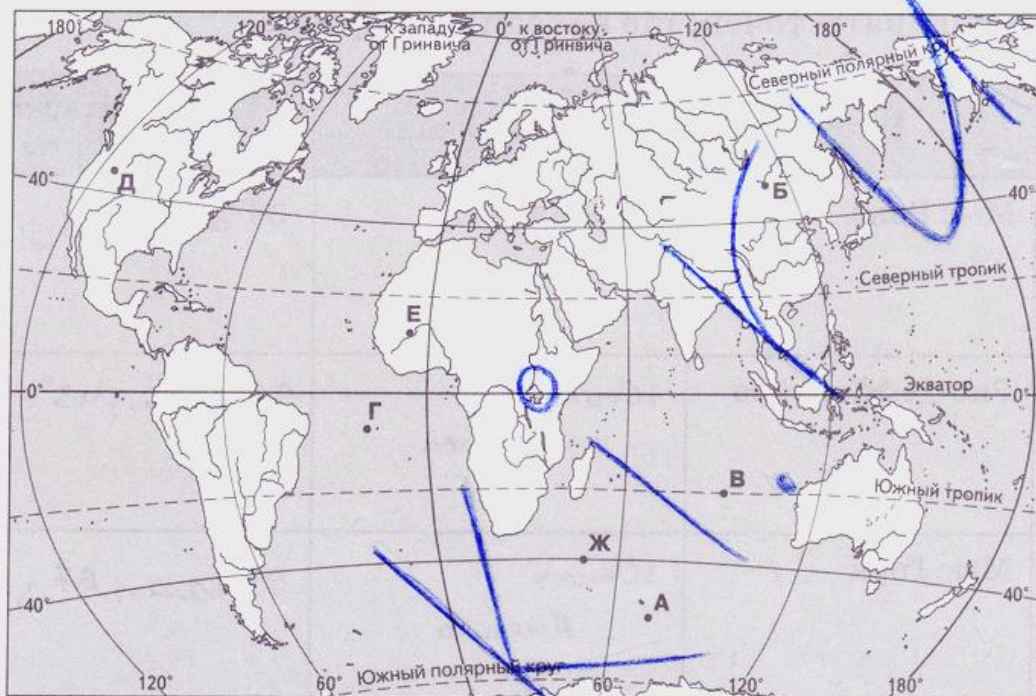 180° 120° к западу от Гринвича 0° к востоку от Гринвича 120° 180°
Северный полярный круг
Д
Б
40° 40°
Северный тропик
Е
0° Экватор 0°
Г
В
Южный тропик
Ж
А
40° 40°
Южный полярный круг
120° 60° 60° 120° 180°